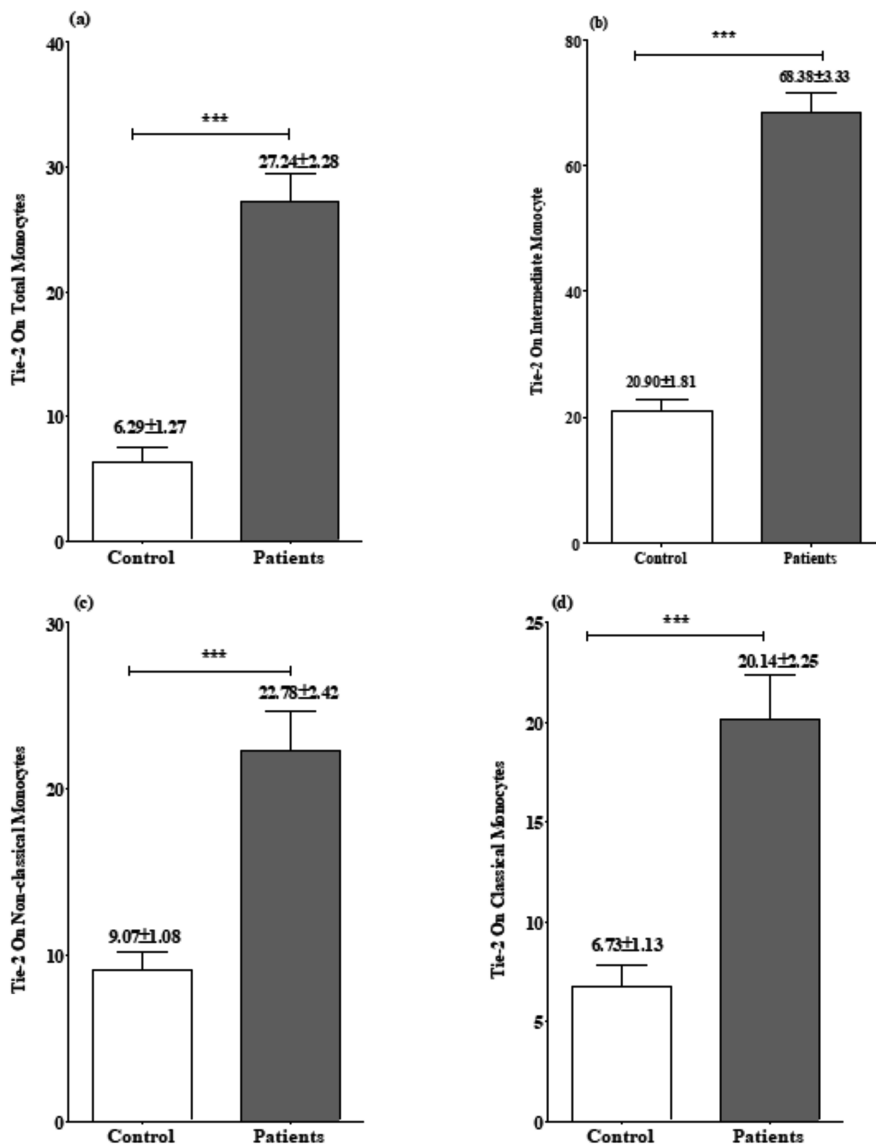 (a)
40
30
20
10
0
Tie-2 On Total Monocytes
***
27.24±2.28
6.29±1.27
Control
Patients
(b)
80
60
40
20
0
Tie-2 On Intermediate Monocyte
***
68.38±3.33
20.90±1.81
Control
Patients
(c)
30
20
10
0
Tie-2 On Non-classical Monocytes
***
22.78±2.42
9.07±1.08
Control
Patients
(d)
25
20
15
10
5
0
Tie-2 On Classical Monocytes
***
20.14±2.25
6.73±1.13
Control
Patients